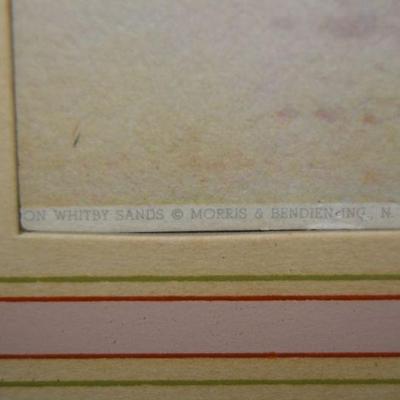 ON WHITBY SANDS © MORRIS & BENDIEN INC., N.